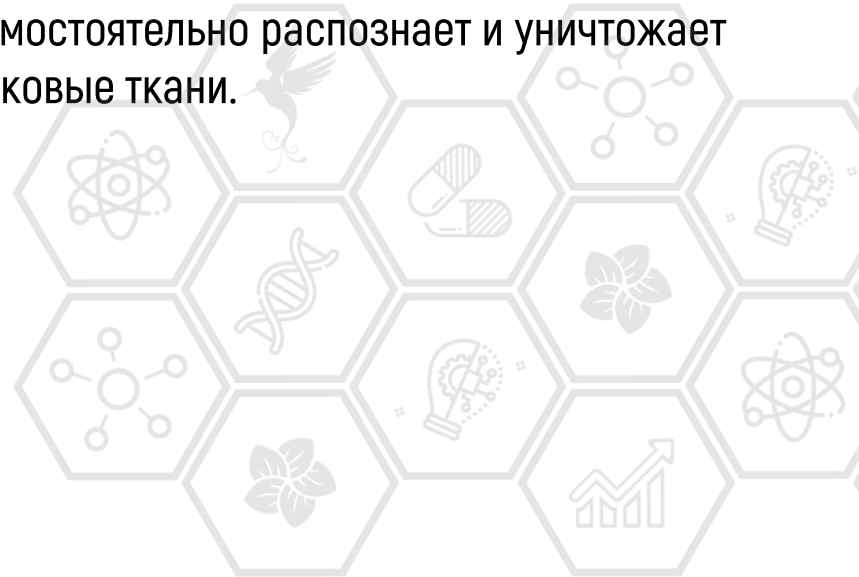 мостоятельно распознает и уничтожает
ковые ткани.